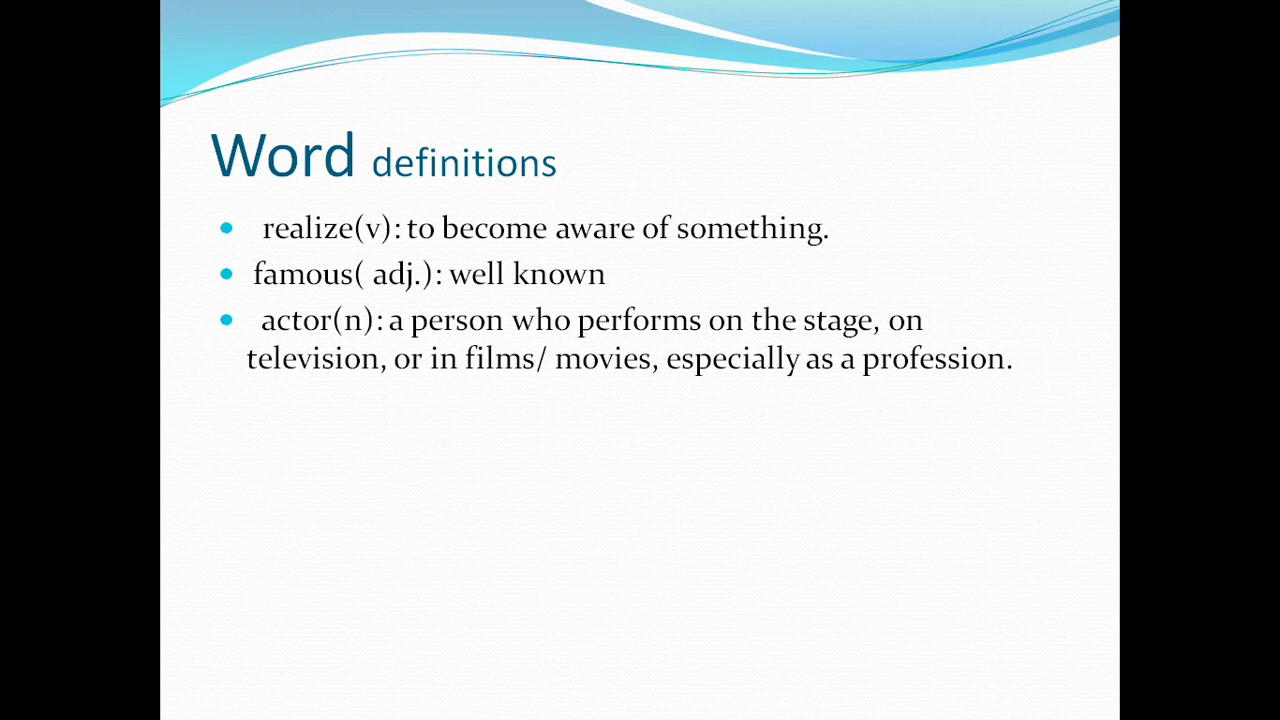 Word definitions
realize(v): to become aware of something.
famous( adj.): well known
actor(n): a person who performs on the stage, on
television, or in films/ movies, especially as a profession.